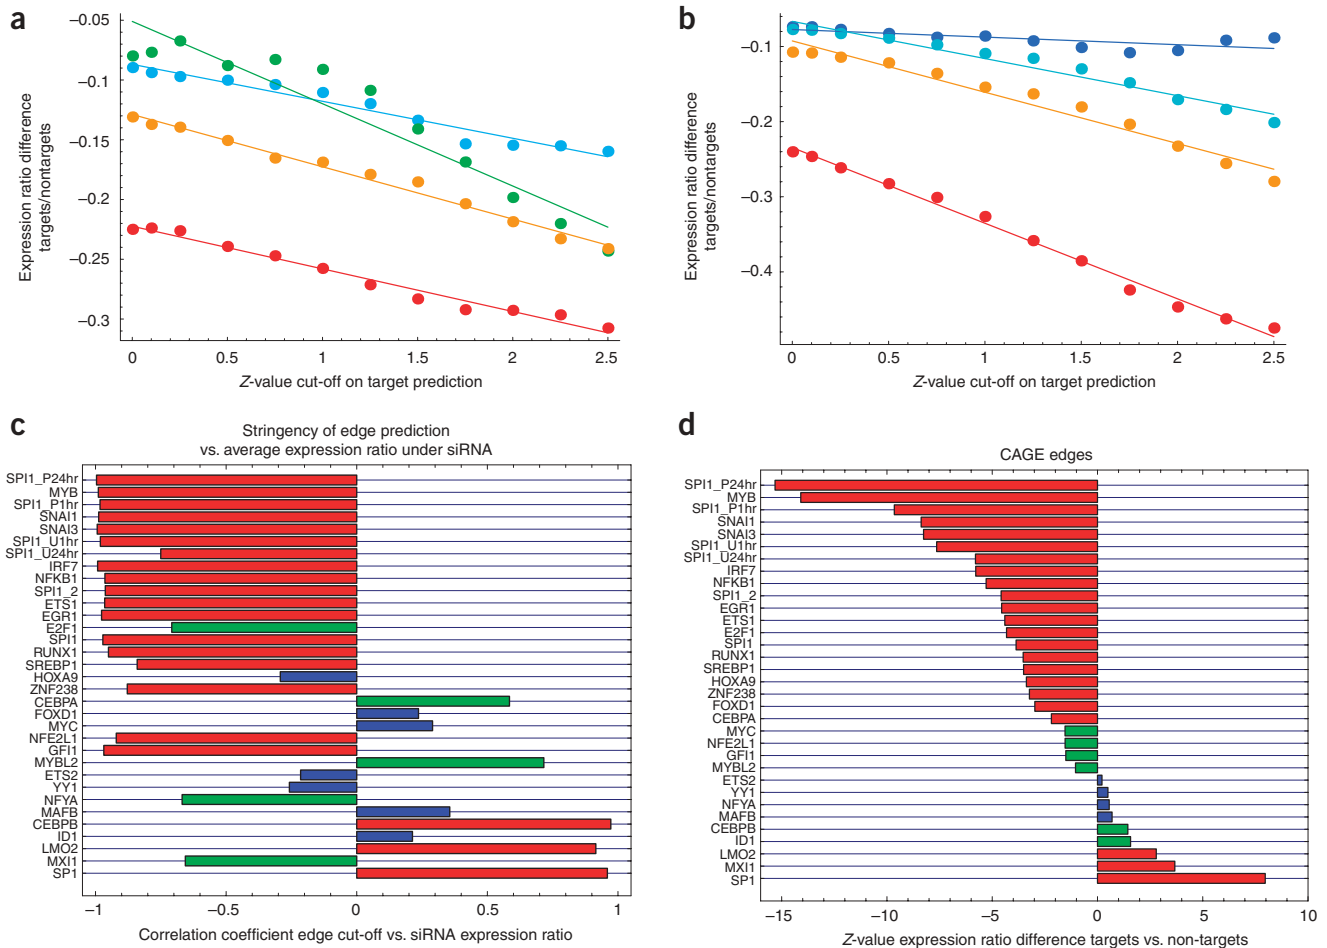 a
−0.05
−0.1
−0.15
−0.2
−0.25
−0.3
Expression ratio difference
targets/nontargets
0 0.5 1 1.5 2 2.5
Z-value cut-off on target prediction
b
−0.1
−0.2
−0.3
−0.4
Expression ratio difference
targets/nontargets
0 0.5 1.0 1.5 2 2.5
Z-value cut-off on target prediction
c
Stringency of edge prediction
vs. average expression ratio under siRNA
SPI1_P24hr
MYB
SPI1_P1hr
SNAI1
SNAI3
SPI1_U1hr
SPI1_U24hr
IRF7
NFKB1
SPI1_2
ETS1
EGR1
E2F1
SPI1
RUNX1
SREBP1
HOXA9
ZNF238
CEBPA
FOXD1
MYC
NFE2L1
GFI1
MYBL2
ETS2
YY1
NFYA
MAFB
CEBPB
ID1
LMO2
MXI1
SP1
−1 −0.5 0 0.5 1
Correlation coefficient edge cut-off vs. siRNA expression ratio
d
CAGE edges
SPI1_P24hr
MYB
SPI1_P1hr
SNAI1
SNAI3
SPI1_U1hr
SPI1_U24hr
IRF7
NFKB1
SPI1_2
EGR1
ETS1
E2F1
SPI1
RUNX1
SREBP1
HOXA9
ZNF238
FOXD1
CEBPA
MYC
NFE2L1
GFI1
MYBL2
ETS2
YY1
NFYA
MAFB
CEBPB
ID1
LMO2
MXI1
SP1
−15 −10 −5 0 5 10
Z-value expression ratio difference targets vs. non-targets